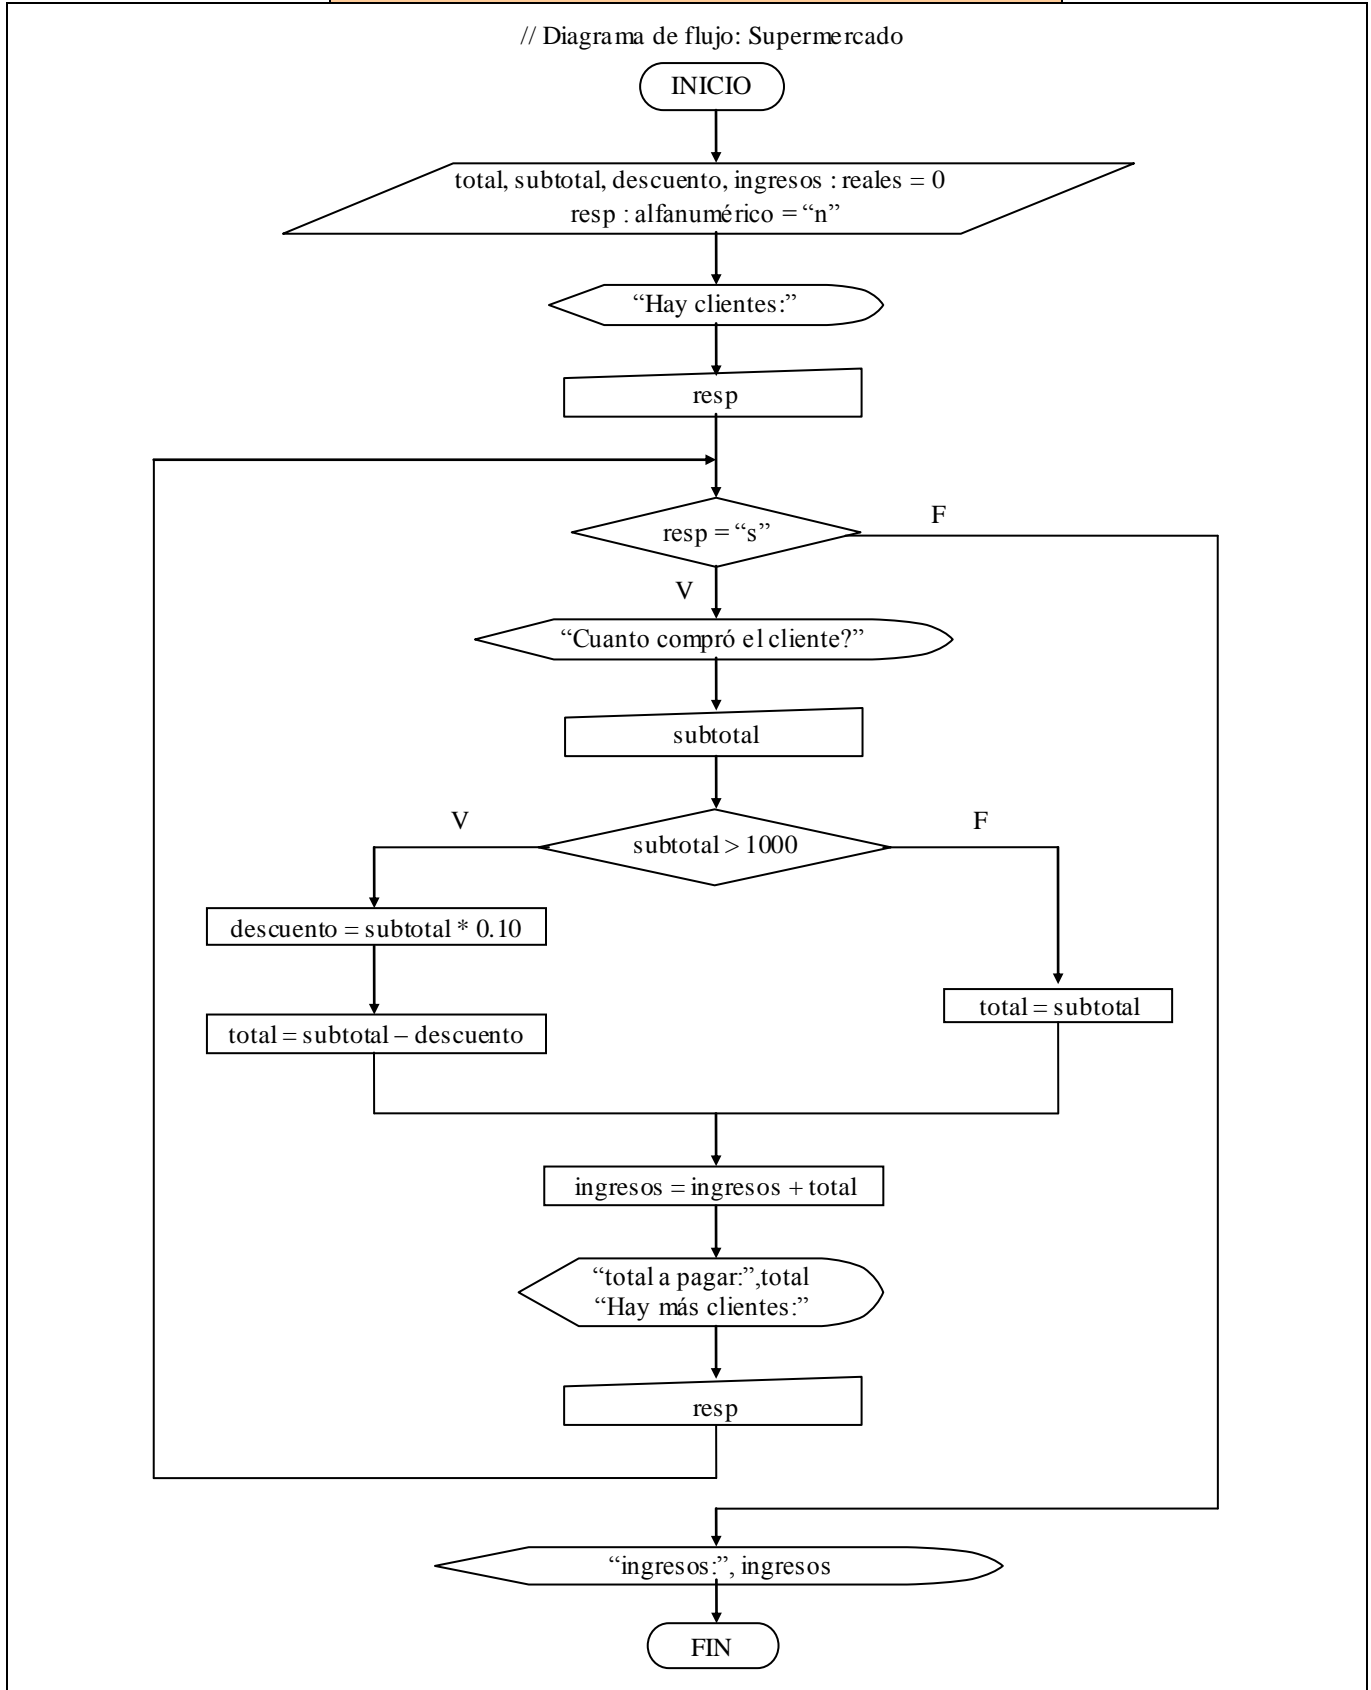 // Diagrama de flujo: Supermercado
INICIO
total, subtotal, descuento, ingresos : reales = 0
resp : alfanumérico = “n”
“Hay clientes:”
resp
resp = “s”
F
V
“Cuanto compró el cliente?”
subtotal
V
F
subtotal > 1000
descuento = subtotal * 0.10
total = subtotal
total = subtotal – descuento
ingresos = ingresos + total
“total a pagar:”,total
“Hay más clientes:”
resp
“ingresos:”, ingresos
FIN